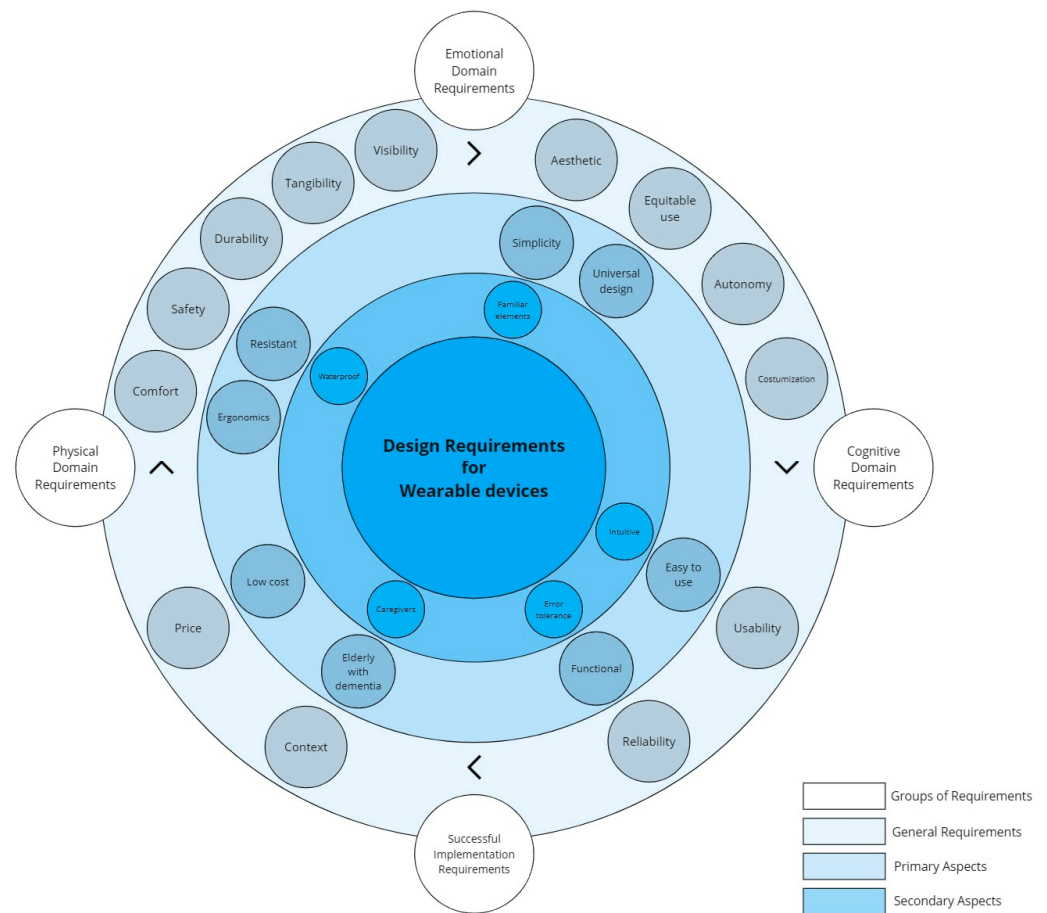 Emotional
Domain
Requirements
Visibility
Aesthetic
Tangibility
Equitable
use
Durability
Simplicity
Universal
design
Autonomy
Safety
Familiar
elements
Resistant
Waterproof
Costumization
Comfort
Ergonomics
Physical
Domain
Requirements
Design Requirements
for
Wearable devices
Cognitive
Domain
Requirements
Intuitive
Easy to
use
Low cost
Caregivers
Error
tolerance
Price
Usability
Elderly
with
dementia
Functional
Context
Reliability
Successful
Implementation
Requirements
Groups of Requirements
General Requirements
Primary Aspects
Secondary Aspects